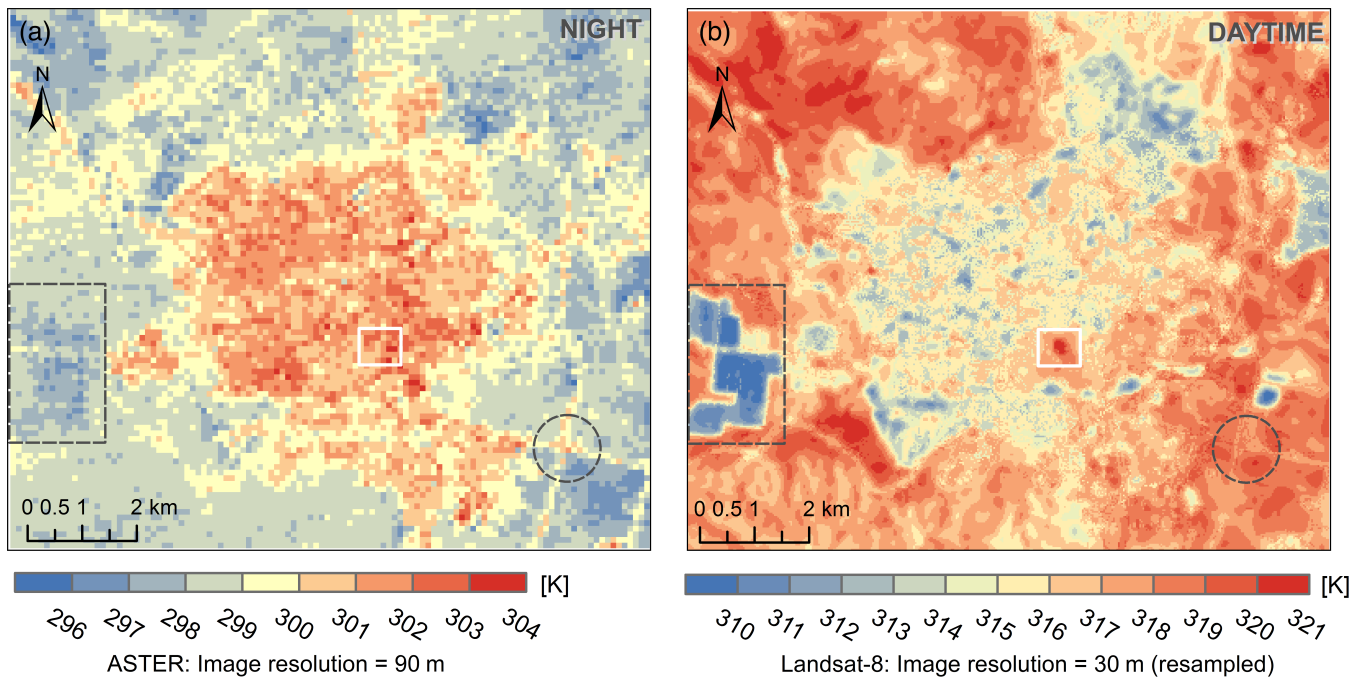 (a)
NIGHT
N
0 0.5 1 2 km
296 297 298 299 300 301 302 303 304
[K]
ASTER: Image resolution = 90 m
(b)
DAYTIME
N
0 0.5 1 2 km
310 311 312 313 314 315 316 317 318 319 320 321
[K]
Landsat-8: Image resolution = 30 m (resampled)